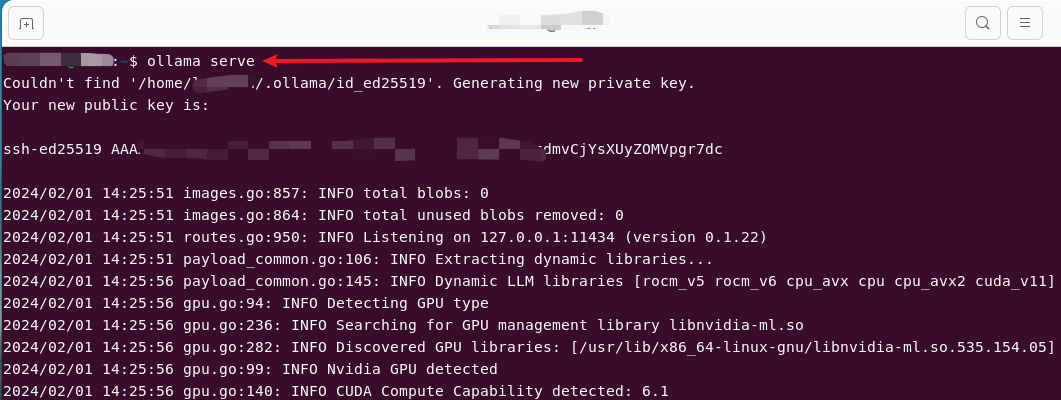 :~$ ollama serve
Couldn't find '/home/ /.ollama/id_ed25519'. Generating new private key.
Your new public key is:
ssh-ed25519 AAA dmvCjYsXUyZOMVpgr7dc
2024/02/01 14:25:51 images.go:857: INFO total blobs: 0
2024/02/01 14:25:51 images.go:864: INFO total unused blobs removed: 0
2024/02/01 14:25:51 routes.go:950: INFO Listening on 127.0.0.1:11434 (version 0.1.22)
2024/02/01 14:25:51 payload_common.go:106: INFO Extracting dynamic libraries...
2024/02/01 14:25:56 payload_common.go:145: INFO Dynamic LLM libraries [rocm_v5 rocm_v6 cpu_avx cpu cpu_avx2 cuda_v11]
2024/02/01 14:25:56 gpu.go:94: INFO Detecting GPU type
2024/02/01 14:25:56 gpu.go:236: INFO Searching for GPU management library libnvidia-ml.so
2024/02/01 14:25:56 gpu.go:282: INFO Discovered GPU libraries: [/usr/lib/x86_64-linux-gnu/libnvidia-ml.so.535.154.05]
2024/02/01 14:25:56 gpu.go:99: INFO Nvidia GPU detected
2024/02/01 14:25:56 gpu.go:140: INFO CUDA Compute Capability detected: 6.1